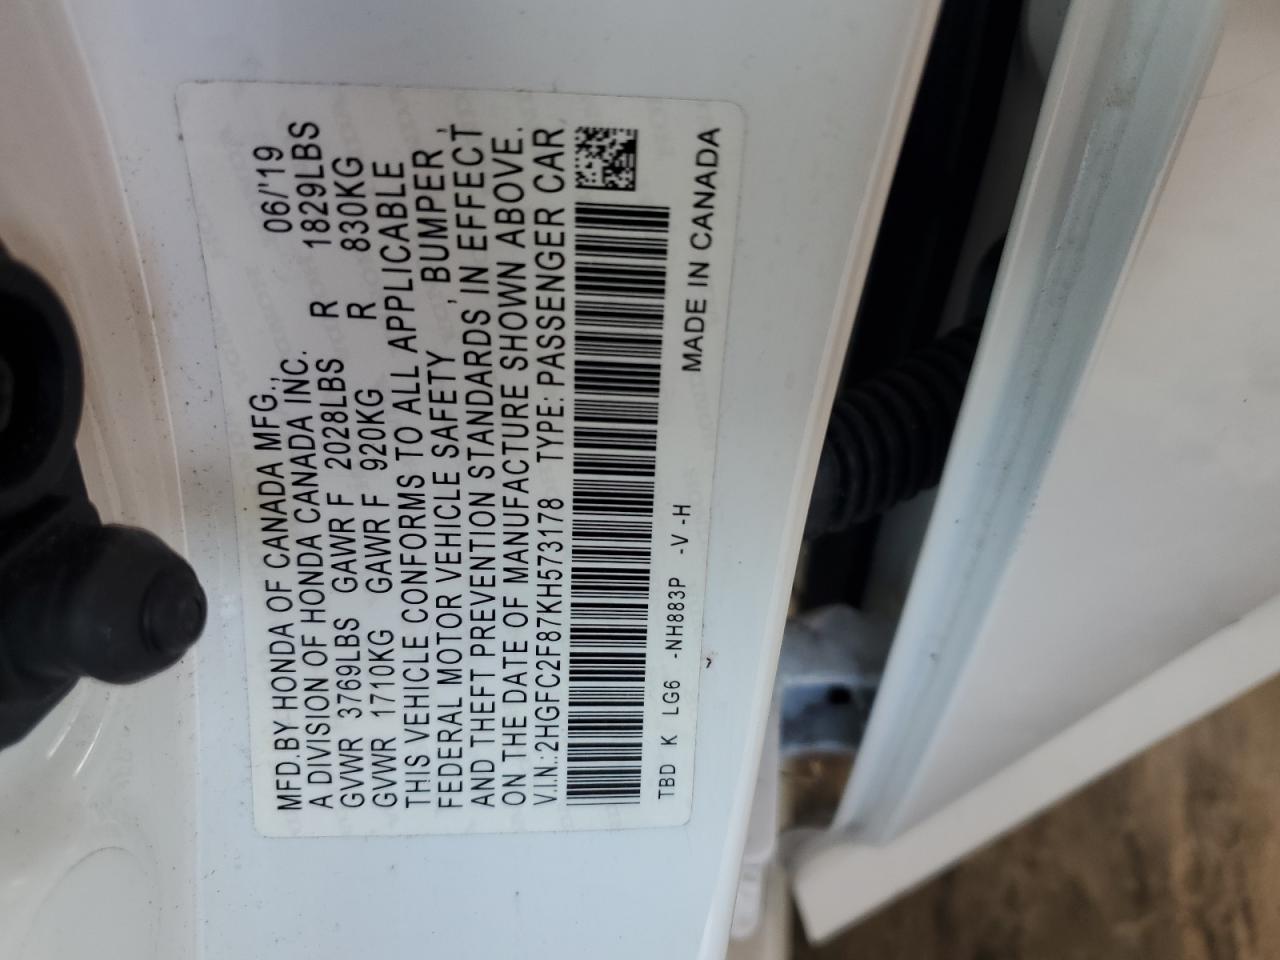 MFD.BY HONDA OF CANADA MFG., 06/'19
A DIVISION OF HONDA CANADA INC.
GVWR 3769LBS GAWR F 2028LBS R 1829LBS
GVWR 1710KG GAWR F 920KG R 830KG
THIS VEHICLE CONFORMS TO ALL APPLICABLE
FEDERAL MOTOR VEHICLE SAFETY, BUMPER,
AND THEFT PREVENTION STANDARDS IN EFFECT
ON THE DATE OF MANUFACTURE SHOWN ABOVE.
V.I.N.:2HGFC2F87KH573178 TYPE: PASSENGER CAR
TBD K LG6 -NH883P -V -H MADE IN CANADA